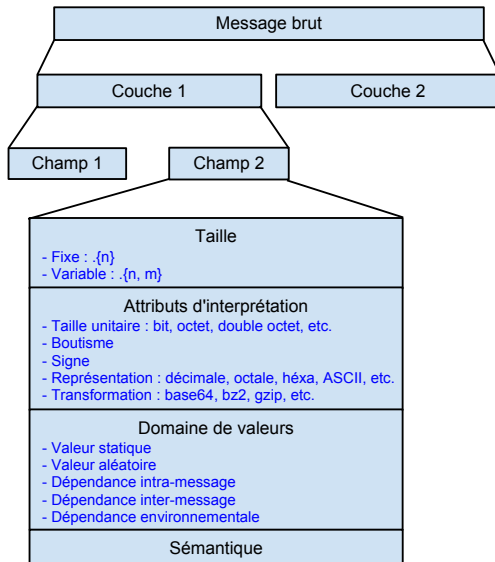 Message brut
Couche 1
Couche 2
Champ 1
Champ 2
Taille
- Fixe : .{n}
- Variable : .{n, m}
Attributs d'interprétation
- Taille unitaire : bit, octet, double octet, etc.
- Boutisme
- Signe
- Représentation : décimale, octale, héxa, ASCII, etc.
- Transformation : base64, bz2, gzip, etc.
Domaine de valeurs
- Valeur statique
- Valeur aléatoire
- Dépendance intra-message
- Dépendance inter-message
- Dépendance environnementale
Sémantique